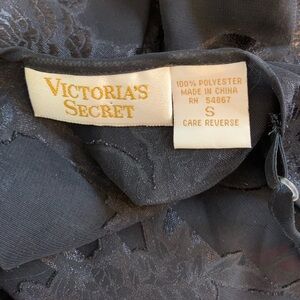 VICTORIA'S
SECRET
100% POLYESTER
MADE IN CHINA
RN 54867
S
CARE REVERSE